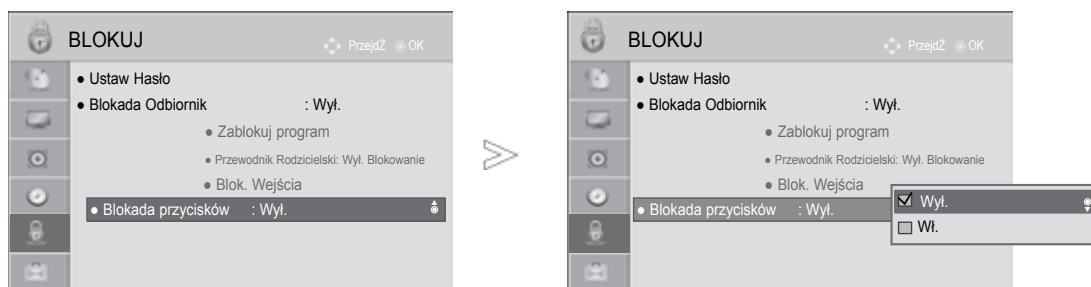 BLOKUJ
PrzejdŹ OK
● Ustaw Hasło
● Blokada Odbiornik : Wył.
● Zablokuj program
● Przewodnik Rodzicielski: Wył. Blokowanie
● Blok. Wejścia
● Blokada przycisków : Wył.
BLOKUJ
PrzejdŹ OK
● Ustaw Hasło
● Blokada Odbiornik : Wył.
● Zablokuj program
● Przewodnik Rodzicielski: Wył. Blokowanie
● Blok. Wejścia
● Blokada przycisków : Wył.
Wył.
Wł.